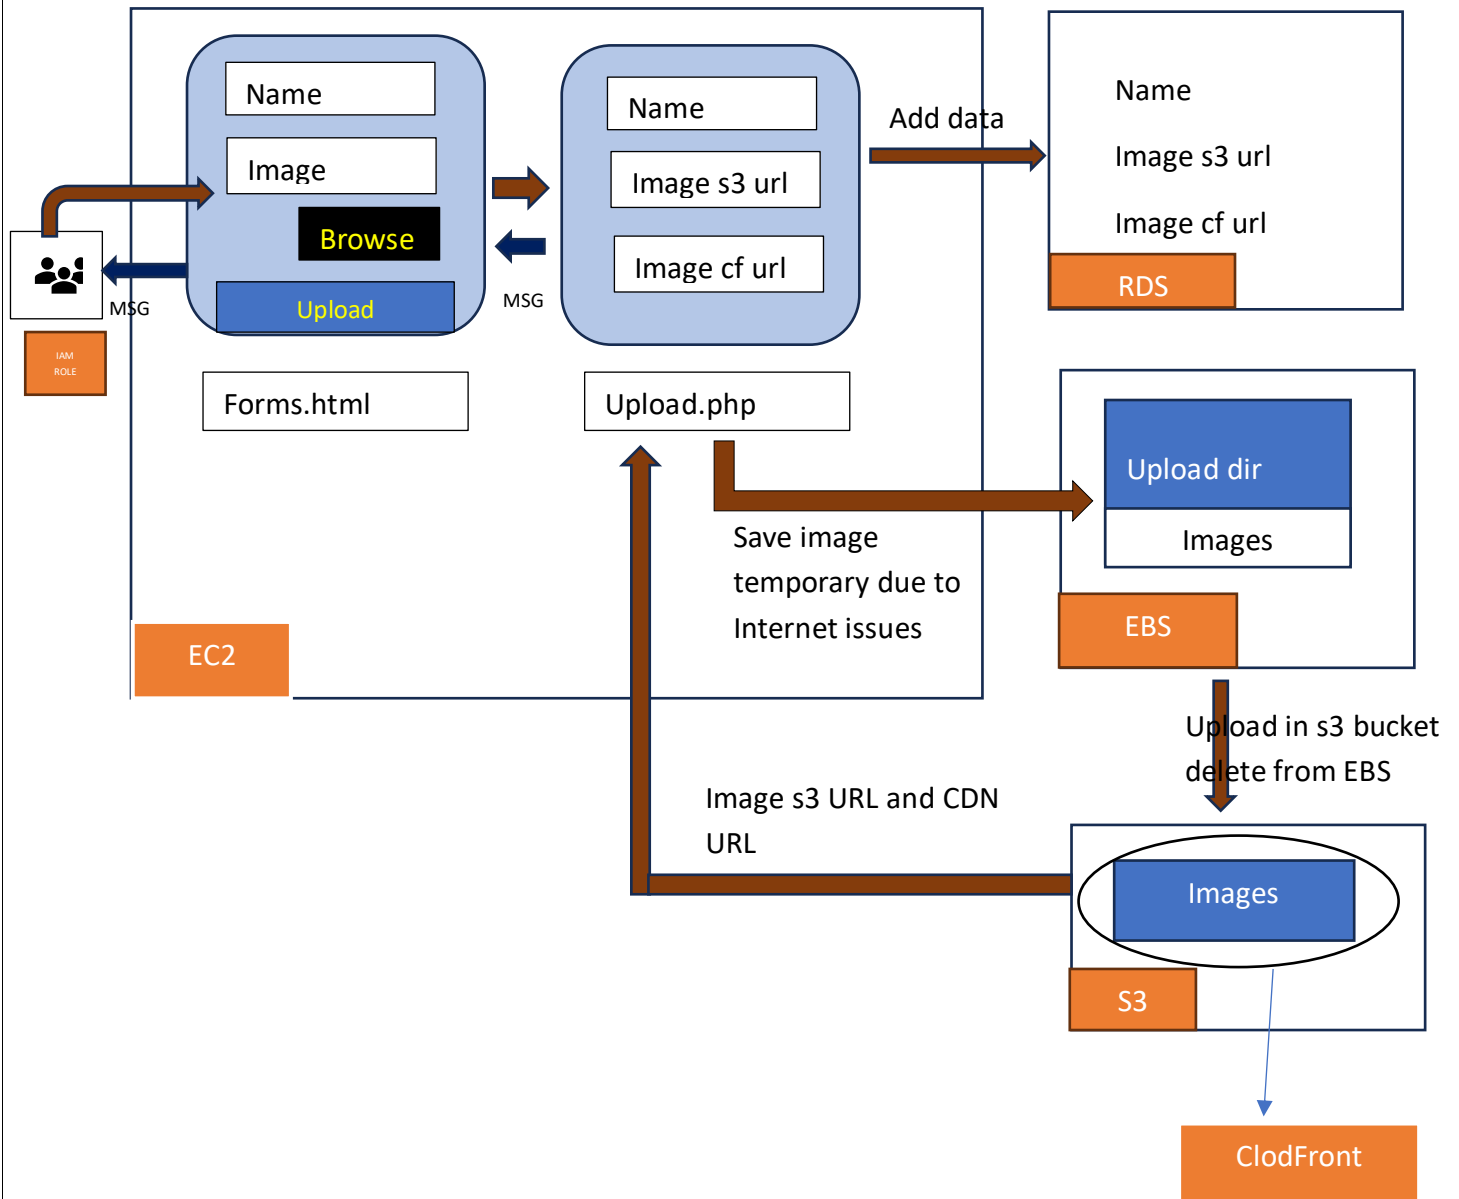 Name
Image
Browse
Upload
MSG
IAM
ROLE
Forms.html
Name
Image s3 url
Image cf url
MSG
Upload.php
Add data
Name
Image s3 url
Image cf url
RDS
Upload dir
Images
EBS
Save image
temporary due to
Internet issues
EC2
Upload in s3 bucket
delete from EBS
Image s3 URL and CDN
URL
Images
S3
ClodFront